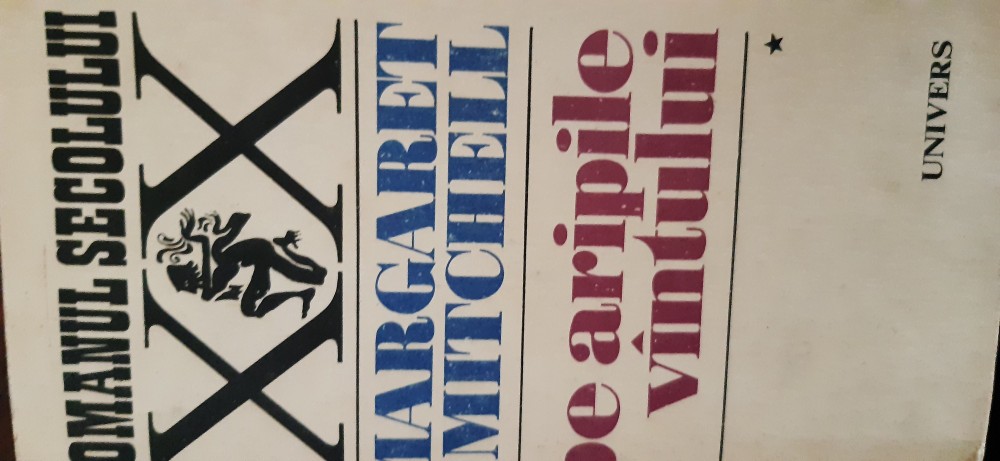 OMANUL SECOLULUI
XX
MARGARET
MITCHELL
pe aripile
vîntului
★
UNIVERS